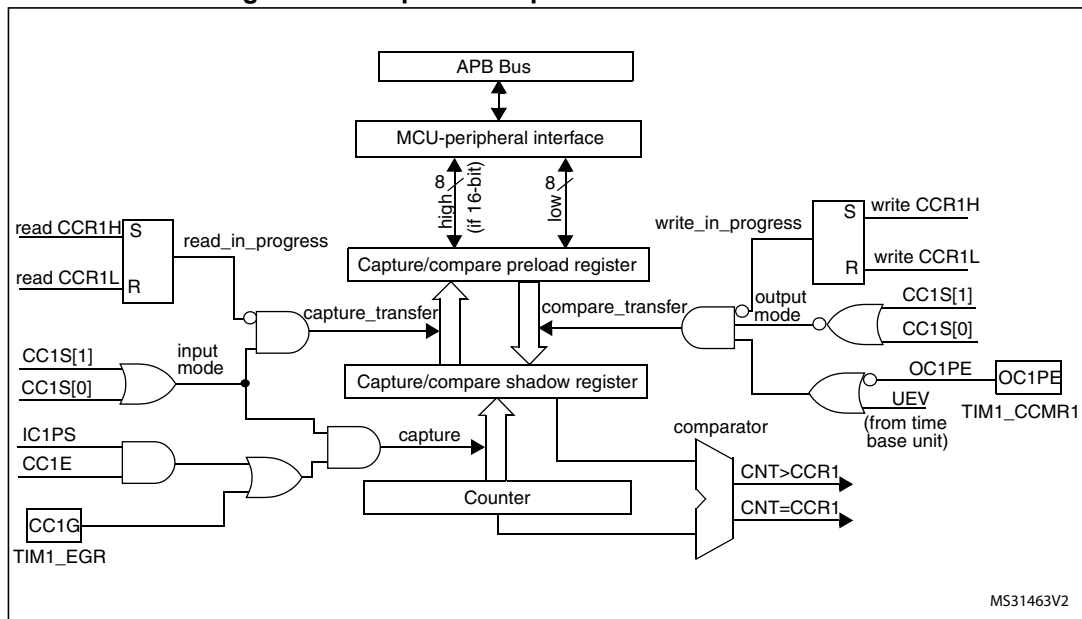 APB Bus
MCU-peripheral interface
8
high
(if 16-bit)
8
low
read CCR1H
S
read_in_progress
read CCR1L
R
write_in_progress
S
write CCR1H
R
write CCR1L
Capture/compare preload register
capture_transfer
compare_transfer
output
mode
CC1S[1]
CC1S[0]
CC1S[1]
CC1S[0]
input
mode
Capture/compare shadow register
OC1PE
OC1PE
UEV
(from time
base unit)
TIM1_CCMR1
IC1PS
CC1E
capture
comparator
Counter
CNT>CCR1
CNT=CCR1
CC1G
TIM1_EGR
MS31463V2